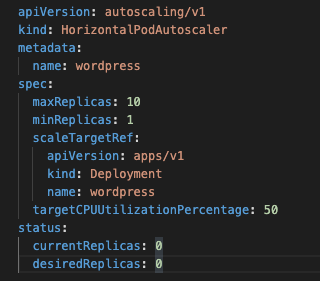 apiVersion: autoscaling/v1
kind: HorizontalPodAutoscaler
metadata:
  name: wordpress
spec:
  maxReplicas: 10
  minReplicas: 1
  scaleTargetRef:
    apiVersion: apps/v1
    kind: Deployment
    name: wordpress
  targetCPUUtilizationPercentage: 50
status:
  currentReplicas: 0
  desiredReplicas: 0